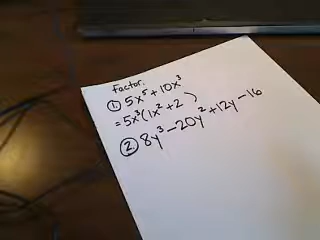 Factor:
① 5x⁵ + 10x³
= 5x³(1x² + 2)
② 8y³ - 20y² + 12y - 16